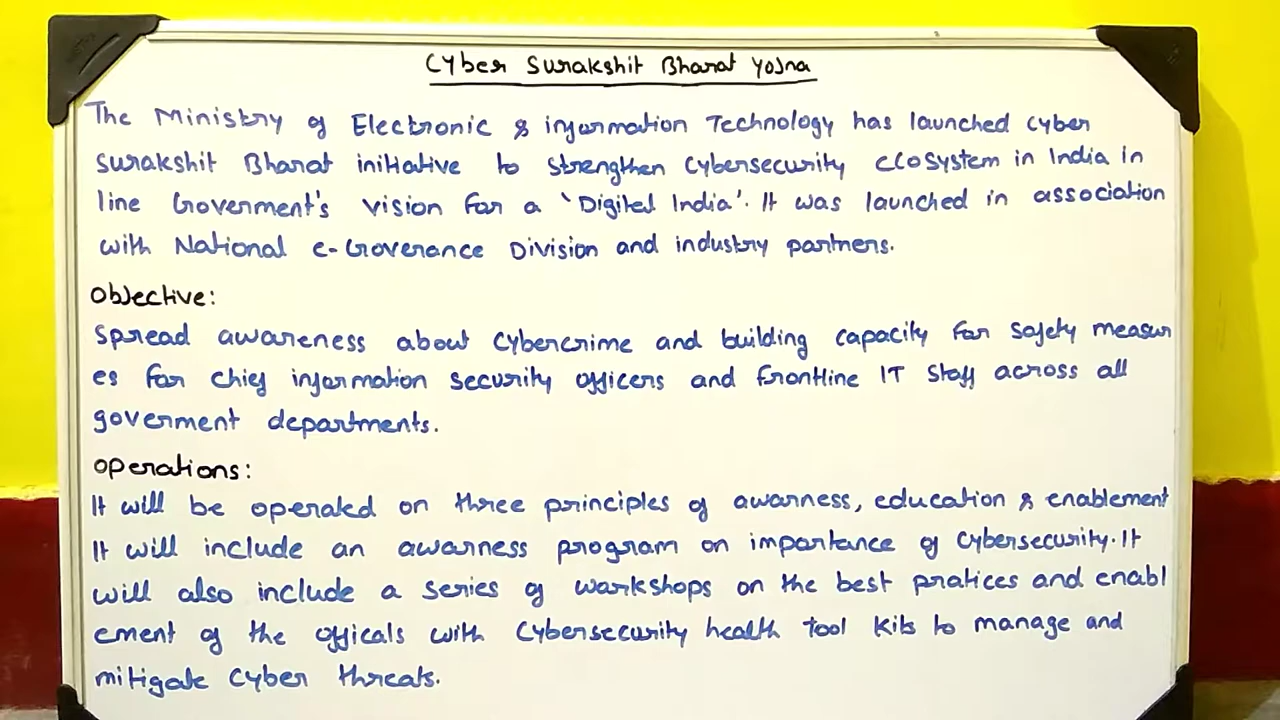 Cyber Surakshit Bharat Yojna
The Ministry of Electronic & information Technology has launched cyber
surakshit Bharat initiative to strengthen cybersecurity ecosystem in India in
line Goverment's vision for a 'Digital India'. It was launched in association
with National e-Goverance Division and industry partners.
Objective:
Spread awareness about cybercrime and building capacity for safety measur
es for chief information security officers and frontline IT staff across all
goverment departments.
Operations:
It will be operated on three principles of awarness, education & enablement
It will include an awarness program on importance of cybersecurity. It
will also include a series of workshops on the best pratices and enabl
ement of the officals with cybersecurity health tool kits to manage and
mitigate cyber threats.